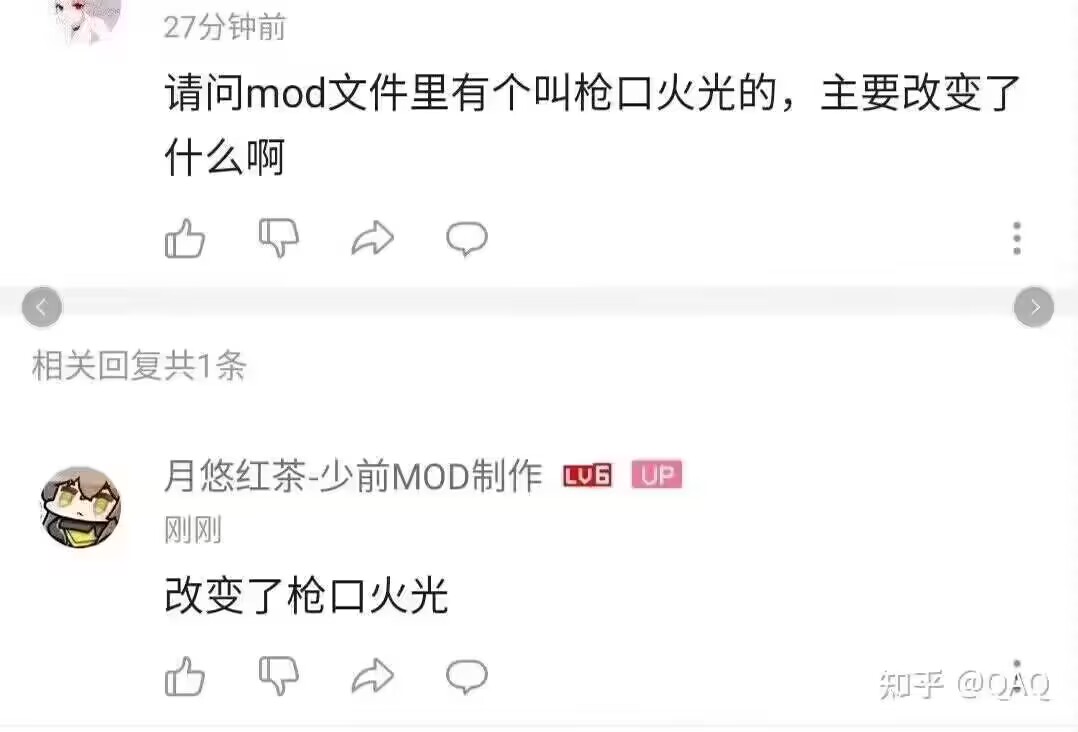 27分钟前
请问mod文件里有个叫枪口火光的，主要改变了
什么啊
相关回复共1条
月悠红茶-少前MOD制作 LV6 UP
刚刚
改变了枪口火光
知乎 @QAQ